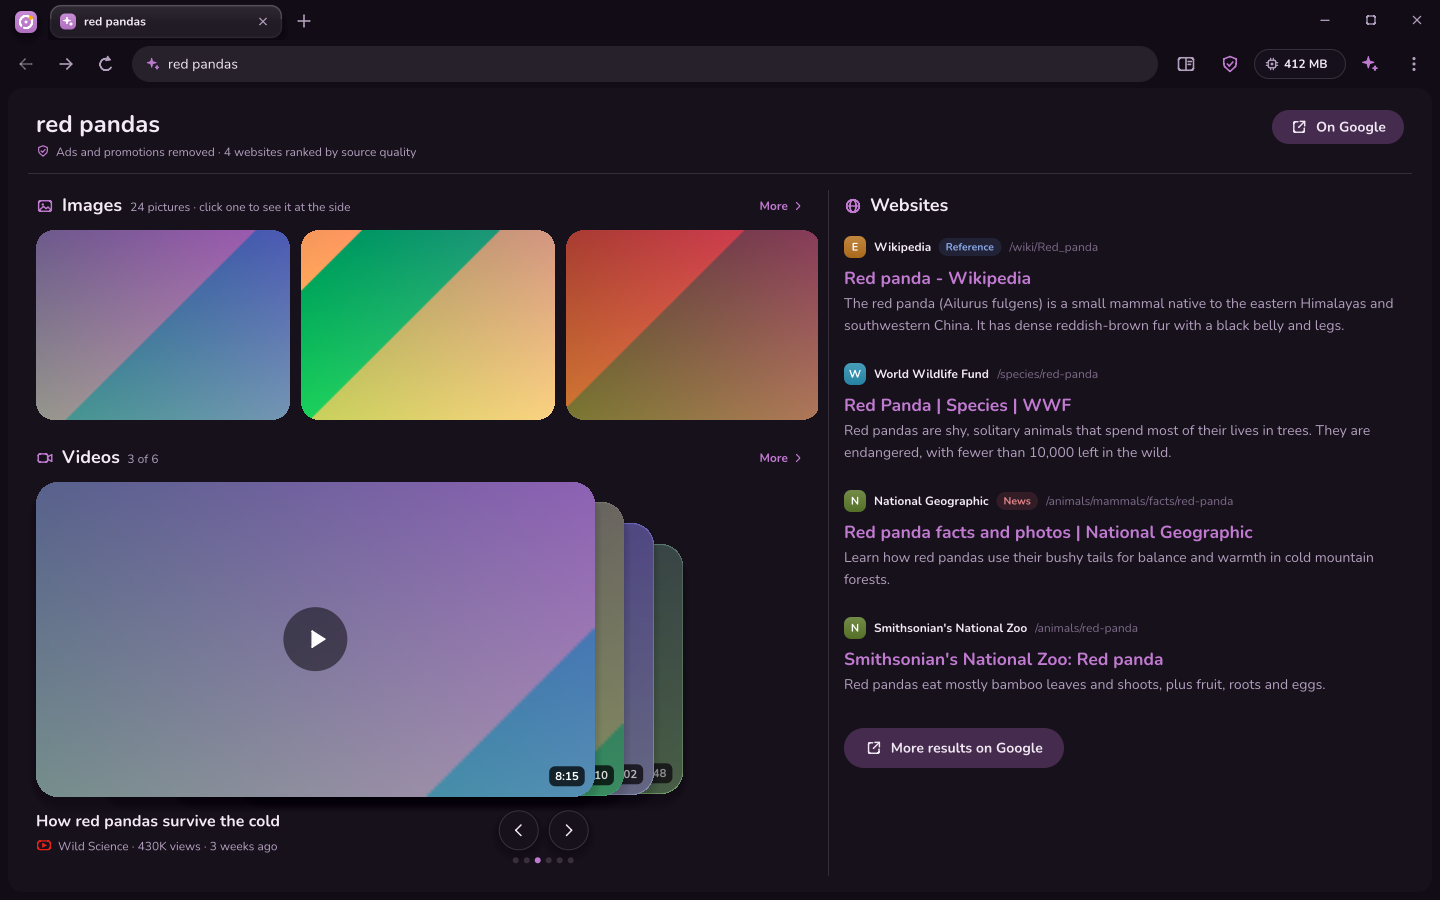 red pandas
red pandas
412 MB
red pandas
On Google
Ads and promotions removed · 4 websites ranked by source quality
Images 24 pictures · click one to see it at the side
More
Videos 3 of 6
More
8:15
10
02
48
How red pandas survive the cold
Wild Science · 430K views · 3 weeks ago
Websites
E Wikipedia Reference /wiki/Red_panda
Red panda - Wikipedia
The red panda (Ailurus fulgens) is a small mammal native to the eastern Himalayas and
southwestern China. It has dense reddish-brown fur with a black belly and legs.
W World Wildlife Fund /species/red-panda
Red Panda | Species | WWF
Red pandas are shy, solitary animals that spend most of their lives in trees. They are
endangered, with fewer than 10,000 left in the wild.
N National Geographic News /animals/mammals/facts/red-panda
Red panda facts and photos | National Geographic
Learn how red pandas use their bushy tails for balance and warmth in cold mountain
forests.
N Smithsonian's National Zoo /animals/red-panda
Smithsonian's National Zoo: Red panda
Red pandas eat mostly bamboo leaves and shoots, plus fruit, roots and eggs.
More results on Google